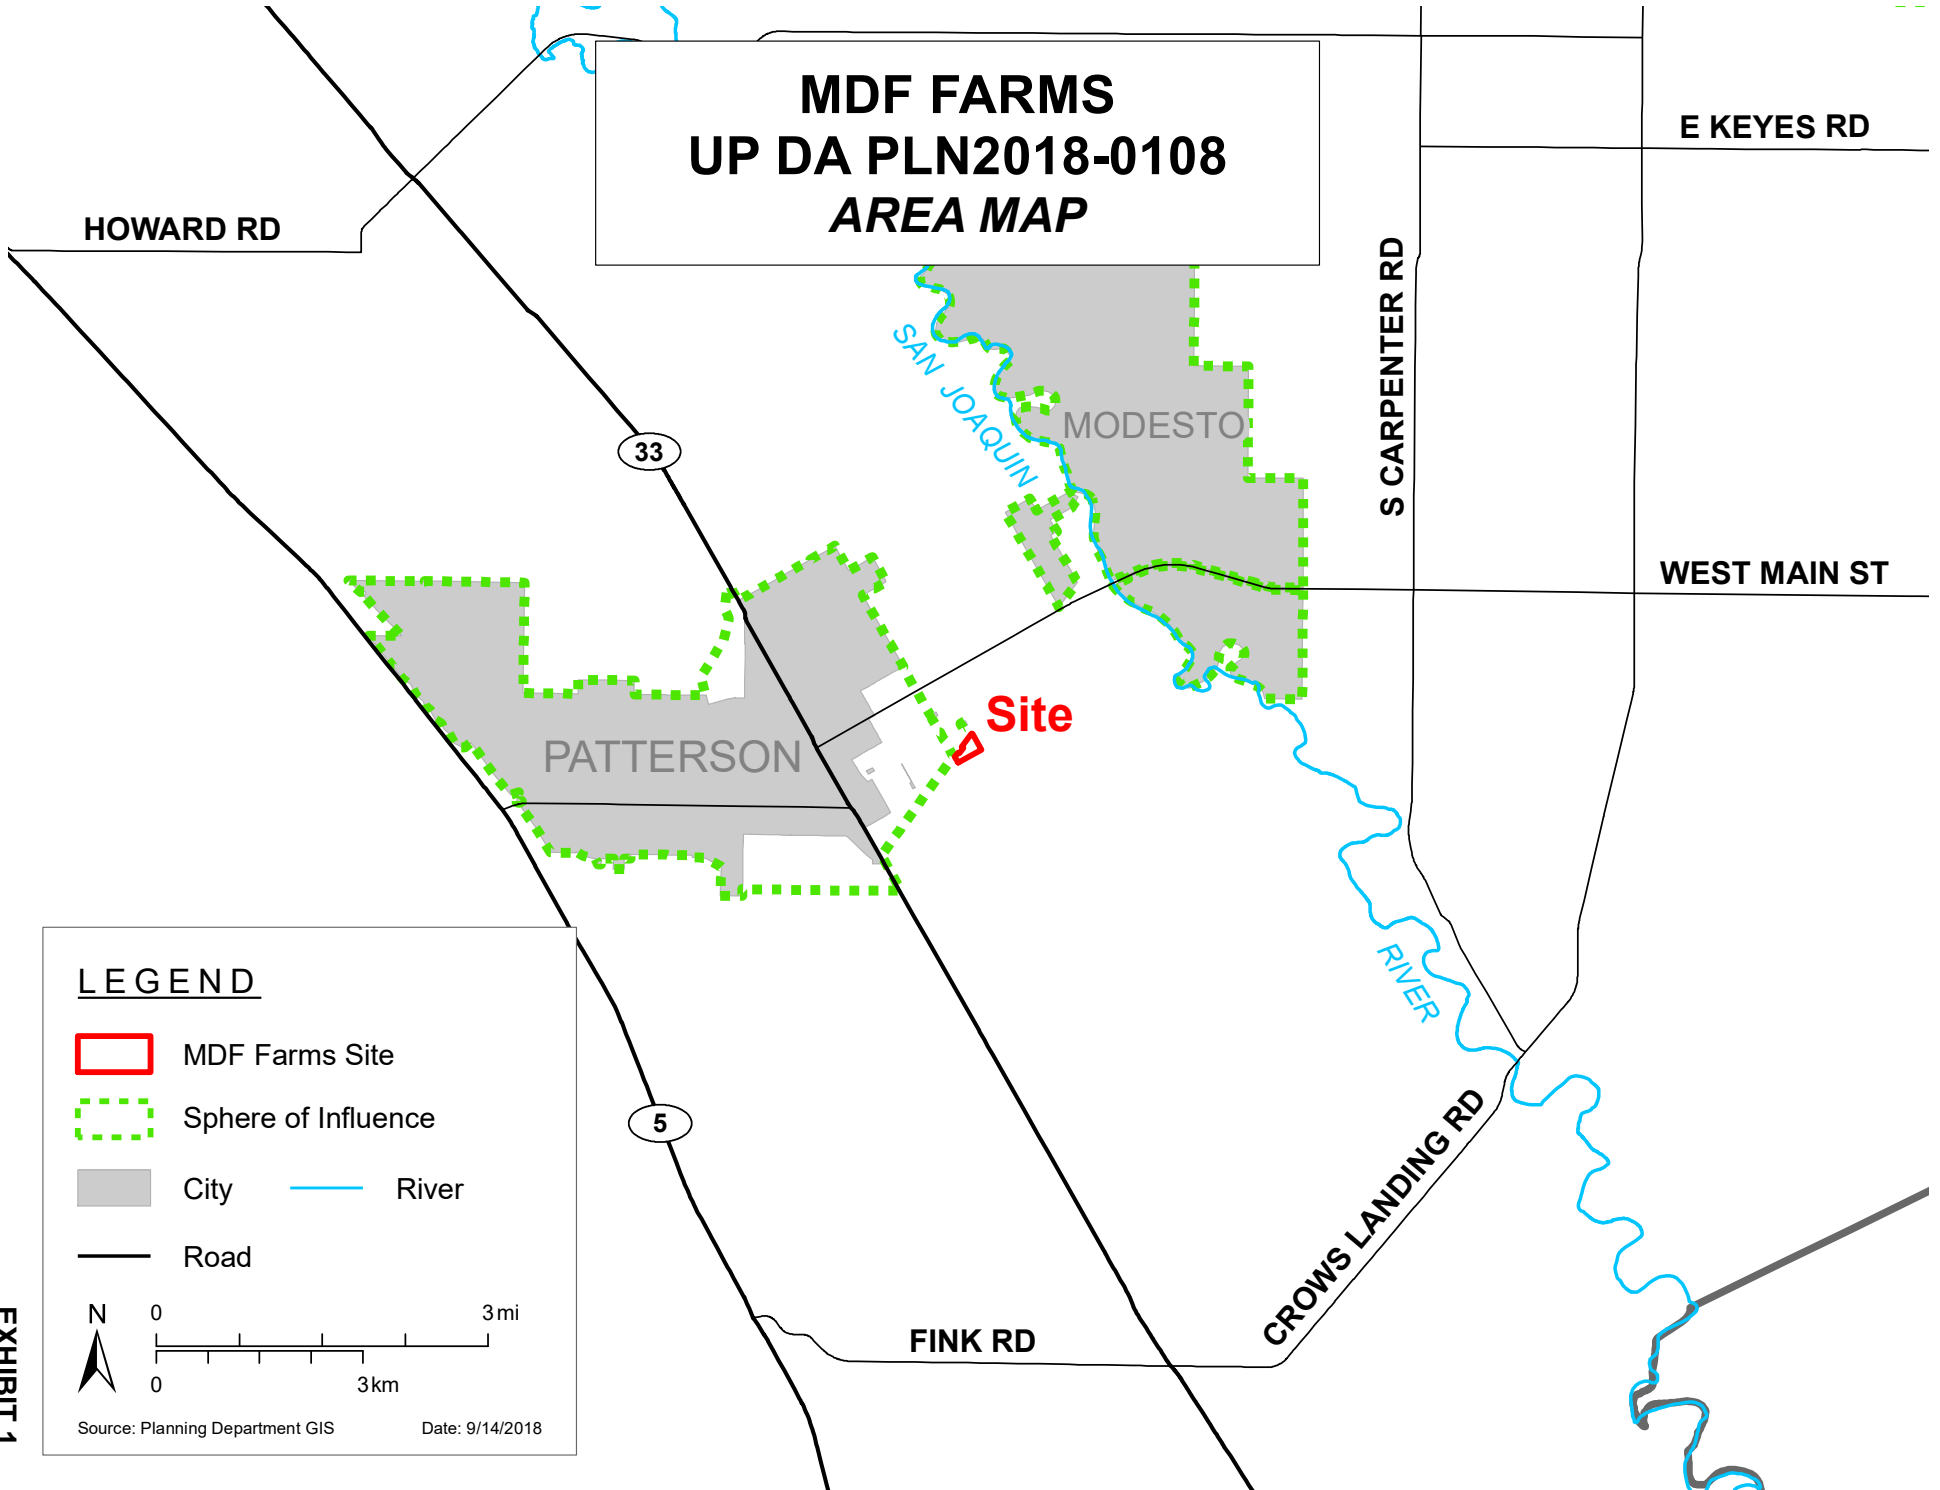 MDF FARMS
UP DA PLN2018-0108
AREA MAP
E KEYES RD
HOWARD RD
S CARPENTER RD
SAN JOAQUIN
MODESTO
33
WEST MAIN ST
Site
PATTERSON
RIVER
LEGEND
MDF Farms Site
Sphere of Influence
City
River
Road
5
CROWS LANDING RD
FINK RD
N
0 3 mi
0 3 km
Source: Planning Department GIS Date: 9/14/2018
EXHIBIT 1